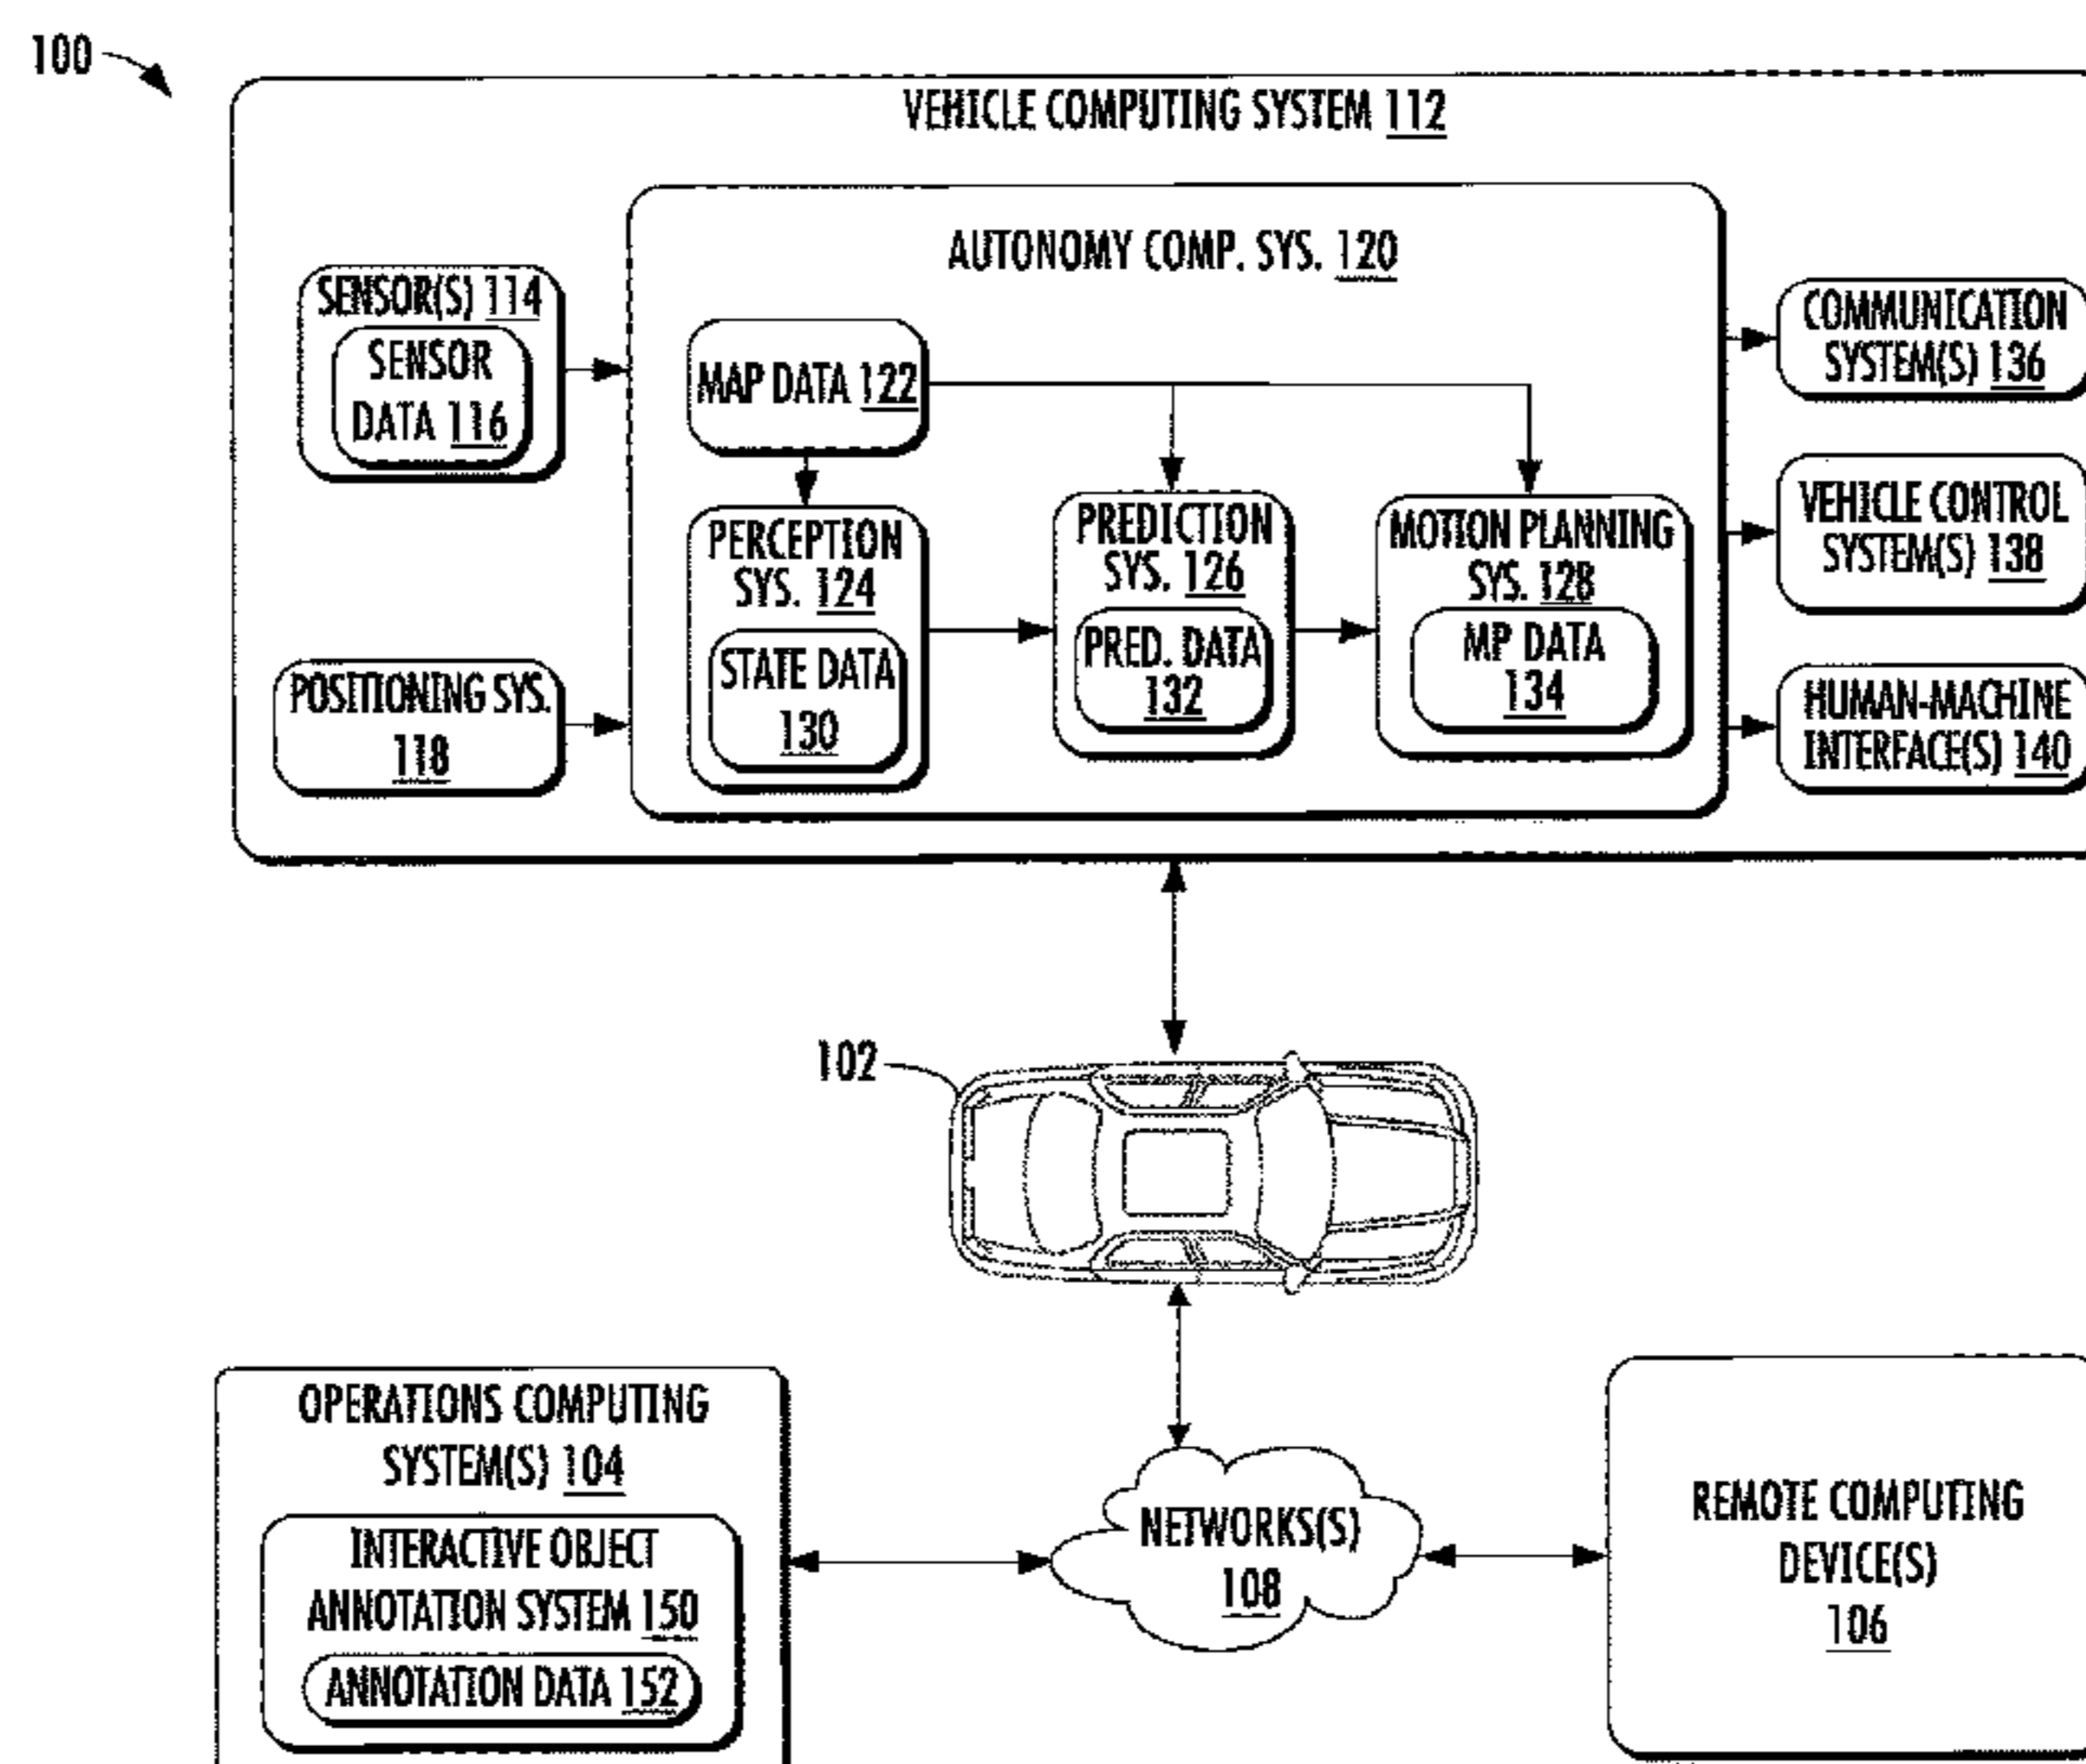 100
VEHICLE COMPUTING SYSTEM 112
AUTONOMY COMP. SYS. 120
SENSOR(S) 114
SENSOR
DATA 116
MAP DATA 122
COMMUNICATION
SYSTEM(S) 136
PERCEPTION
SYS. 124
STATE DATA
130
PREDICTION
SYS. 126
PRED. DATA
132
MOTION PLANNING
SYS. 128
MP DATA
134
VEHICLE CONTROL
SYSTEM(S) 138
POSITIONING SYS.
118
HUMAN-MACHINE
INTERFACE(S) 140
102
OPERATIONS COMPUTING
SYSTEM(S) 104
INTERACTIVE OBJECT
ANNOTATION SYSTEM 150
ANNOTATION DATA 152
NETWORKS(S)
108
REMOTE COMPUTING
DEVICE(S)
106